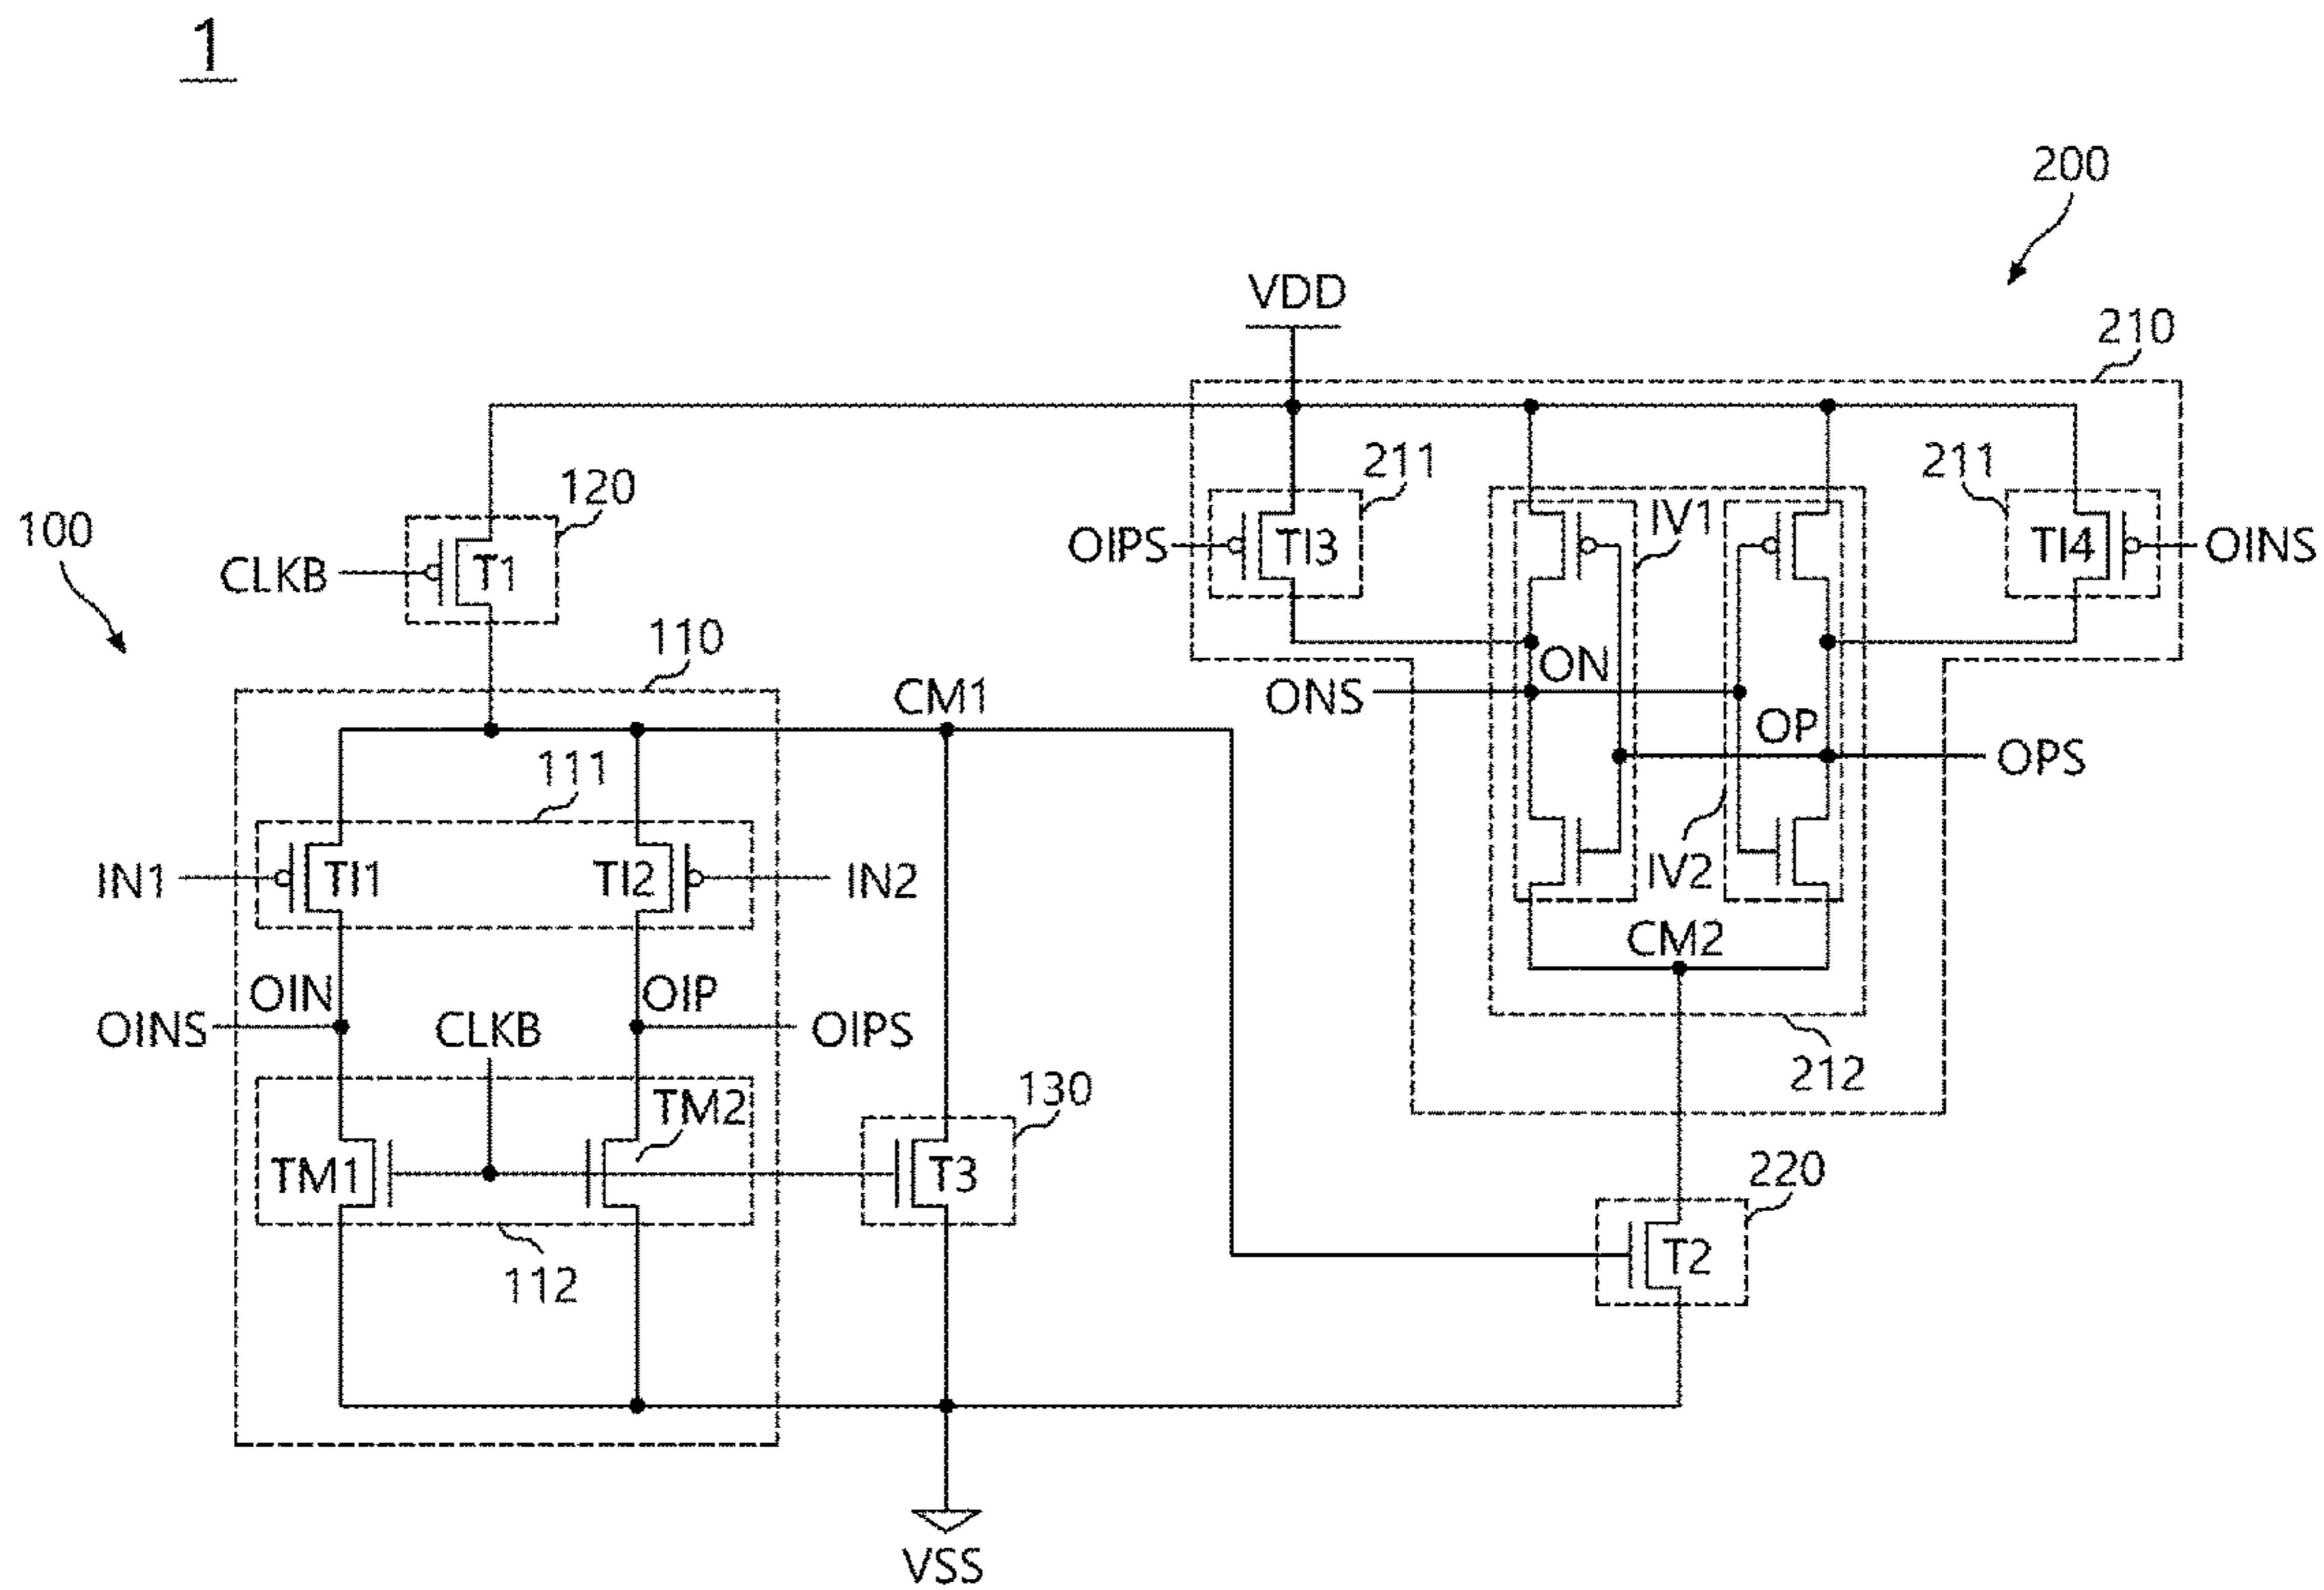 1
200
VDD
210
211
211
120
IV1
100
OIPS
TI3
TI4
OINS
CLKB
T1
110
ON
CM1
ONS
OP
OPS
111
IN1
TI1
TI2
IN2
IV2
CM2
OIN
OIP
OINS
CLKB
OIPS
212
130
TM2
TM1
T3
220
T2
112
VSS